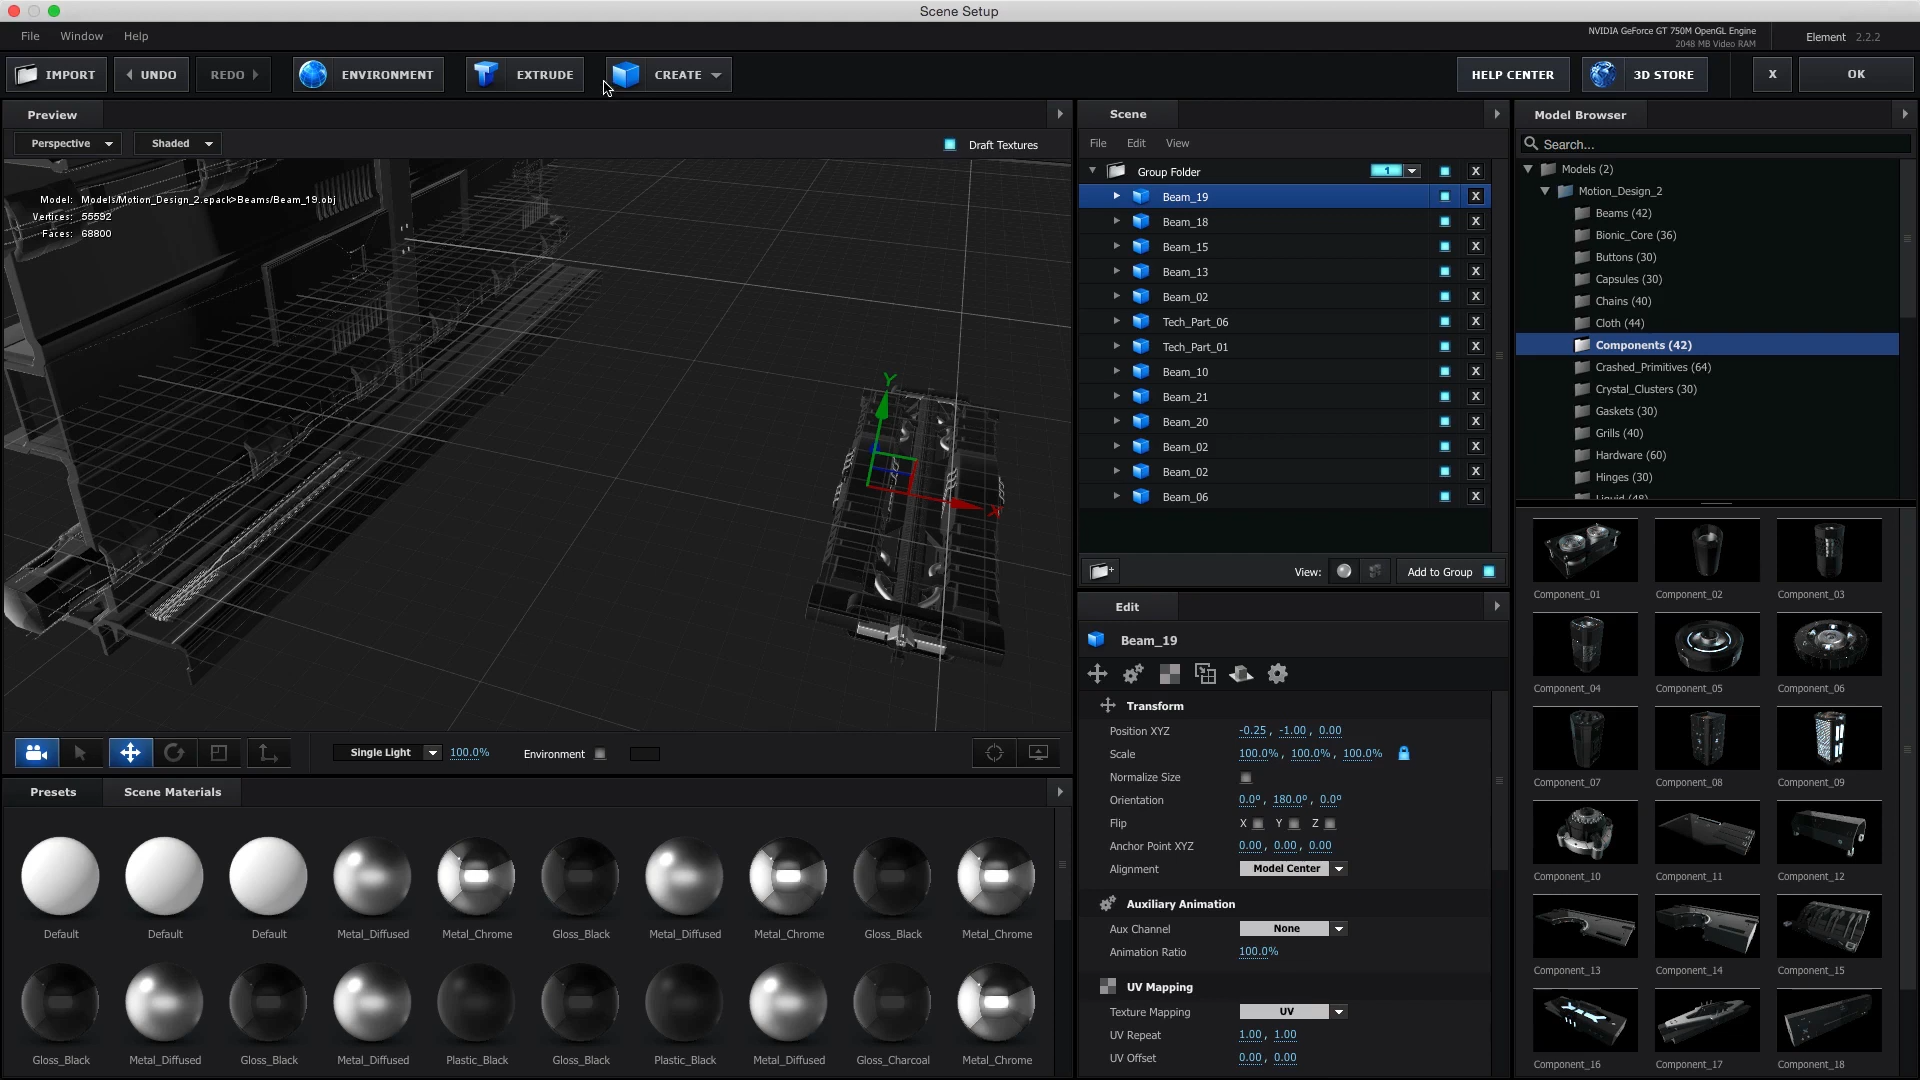 Scene Setup
File Window Help
NVIDIA GeForce GT 750M OpenGL Engine
2048 MB Video RAM
Element 2.2.2
IMPORT UNDO REDO ENVIRONMENT EXTRUDE CREATE HELP CENTER 3D STORE X OK
Preview
Perspective Shaded Draft Textures
Model: Models/Motion_Design_2.epack>Beams/Beam_19.obj
Vertices: 55592
Faces: 68800
Y
X
Single Light 100.0% Environment
Presets Scene Materials
Default Default Default Metal_Diffused Metal_Chrome Gloss_Black Metal_Diffused Metal_Chrome Gloss_Black Metal_Chrome
Gloss_Black Metal_Diffused Gloss_Black Metal_Diffused Plastic_Black Gloss_Black Plastic_Black Metal_Diffused Gloss_Charcoal Metal_Chrome
Scene
File Edit View
Group Folder 1 X
Beam_19 X
Beam_18 X
Beam_15 X
Beam_13 X
Beam_02 X
Tech_Part_06 X
Tech_Part_01 X
Beam_10 X
Beam_21 X
Beam_20 X
Beam_02 X
Beam_02 X
Beam_06 X
View: Add to Group
Edit
Beam_19
Transform
Position XYZ -0.25, -1.00, 0.00
Scale 100.0%, 100.0%, 100.0%
Normalize Size
Orientation 0.0°, 180.0°, 0.0°
Flip X Y Z
Anchor Point XYZ 0.00, 0.00, 0.00
Alignment Model Center
Auxiliary Animation
Aux Channel None
Animation Ratio 100.0%
UV Mapping
Texture Mapping UV
UV Repeat 1.00, 1.00
UV Offset 0.00, 0.00
Model Browser
Search...
Models (2)
Motion_Design_2
Beams (42)
Bionic_Core (36)
Buttons (30)
Capsules (30)
Chains (40)
Cloth (44)
Components (42)
Crashed_Primitives (64)
Crystal_Clusters (30)
Gaskets (30)
Grills (40)
Hardware (60)
Hinges (30)
Liquid (48)
Component_01 Component_02 Component_03
Component_04 Component_05 Component_06
Component_07 Component_08 Component_09
Component_10 Component_11 Component_12
Component_13 Component_14 Component_15
Component_16 Component_17 Component_18